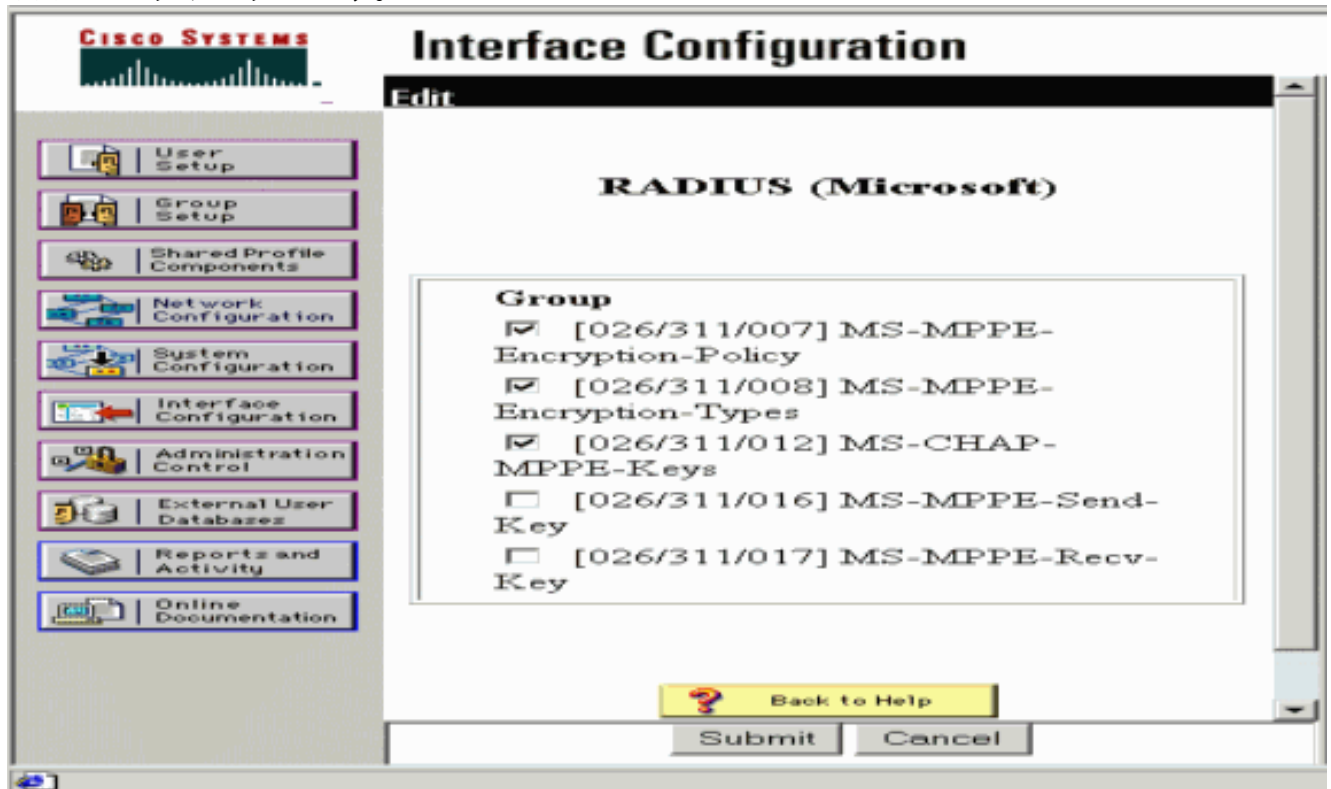 CISCO SYSTEMS
Interface Configuration
Edit
User
Setup
Group
Setup
Shared Profile
Components
Network
Configuration
System
Configuration
Interface
Configuration
Administration
Control
External User
Databases
Reports and
Activity
Online
Documentation
RADIUS (Microsoft)
Group
[026/311/007] MS-MPPE-
Encryption-Policy
[026/311/008] MS-MPPE-
Encryption-Types
[026/311/012] MS-CHAP-
MPPE-Keys
[026/311/016] MS-MPPE-Send-
Key
[026/311/017] MS-MPPE-Recv-
Key
? Back to Help
Submit Cancel